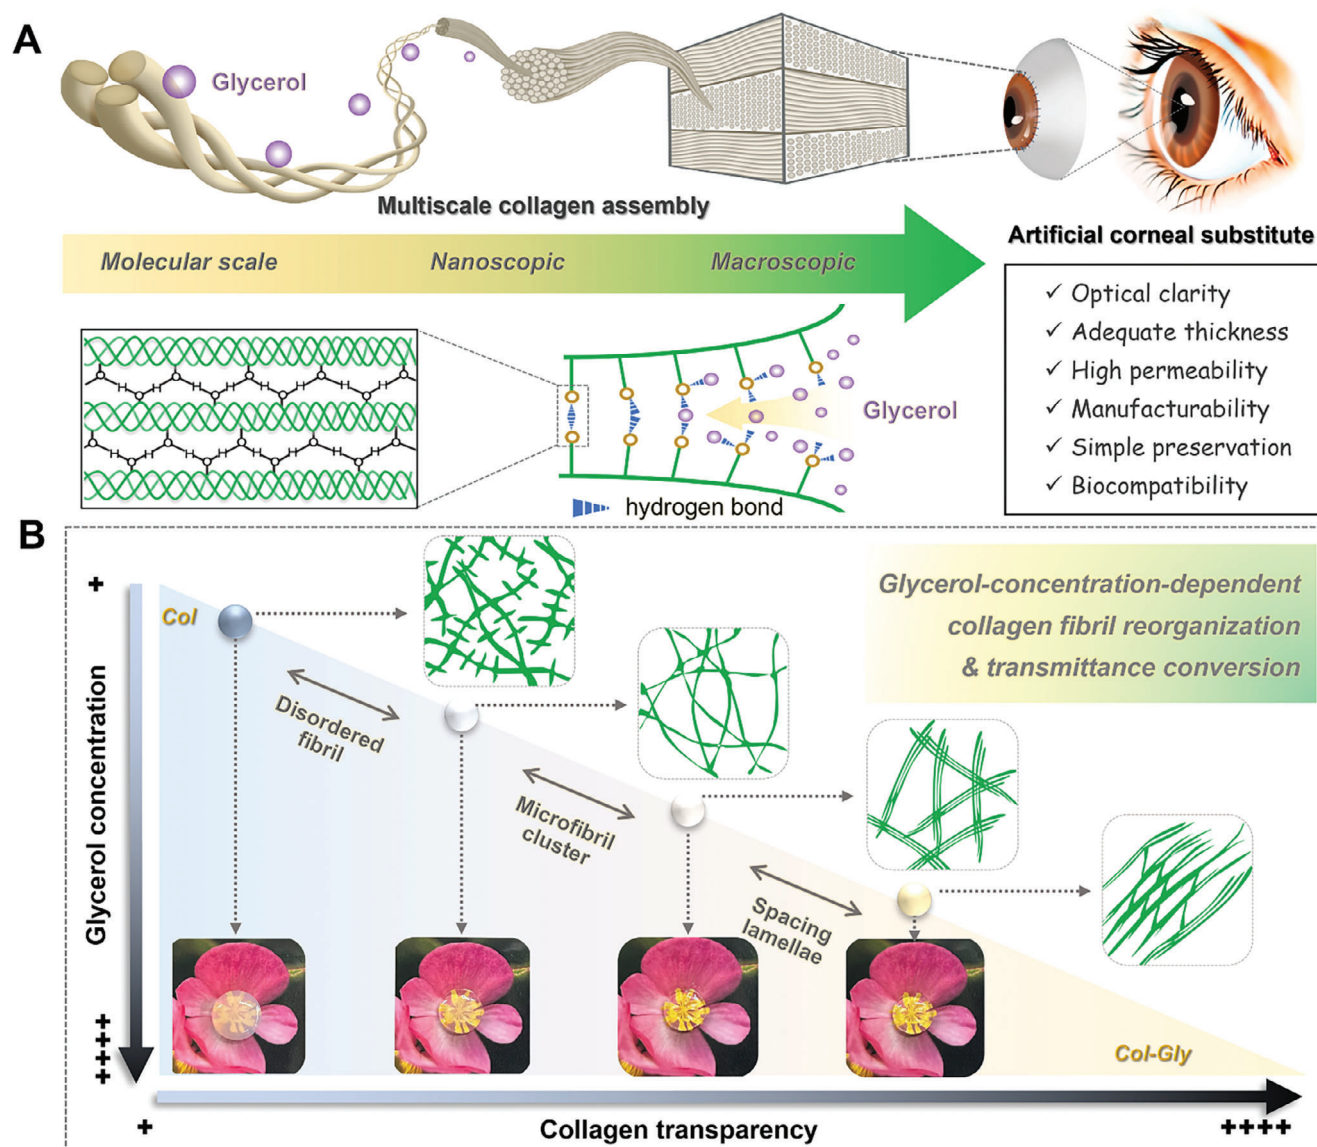 A
Glycerol
Multiscale collagen assembly
Molecular scale
Nanoscopic
Macroscopic
Artificial corneal substitute
✓ Optical clarity
✓ Adequate thickness
✓ High permeability
✓ Manufacturability
✓ Simple preservation
✓ Biocompatibility
H H H H H
H H H H
Glycerol
hydrogen bond
B
Glycerol-concentration-dependent
collagen fibril reorganization
& transmittance conversion
+
Glycerol concentration
++++
Col
Disordered
fibril
Microfibril
cluster
Spacing
lamellae
Col-Gly
+
Collagen transparency
++++